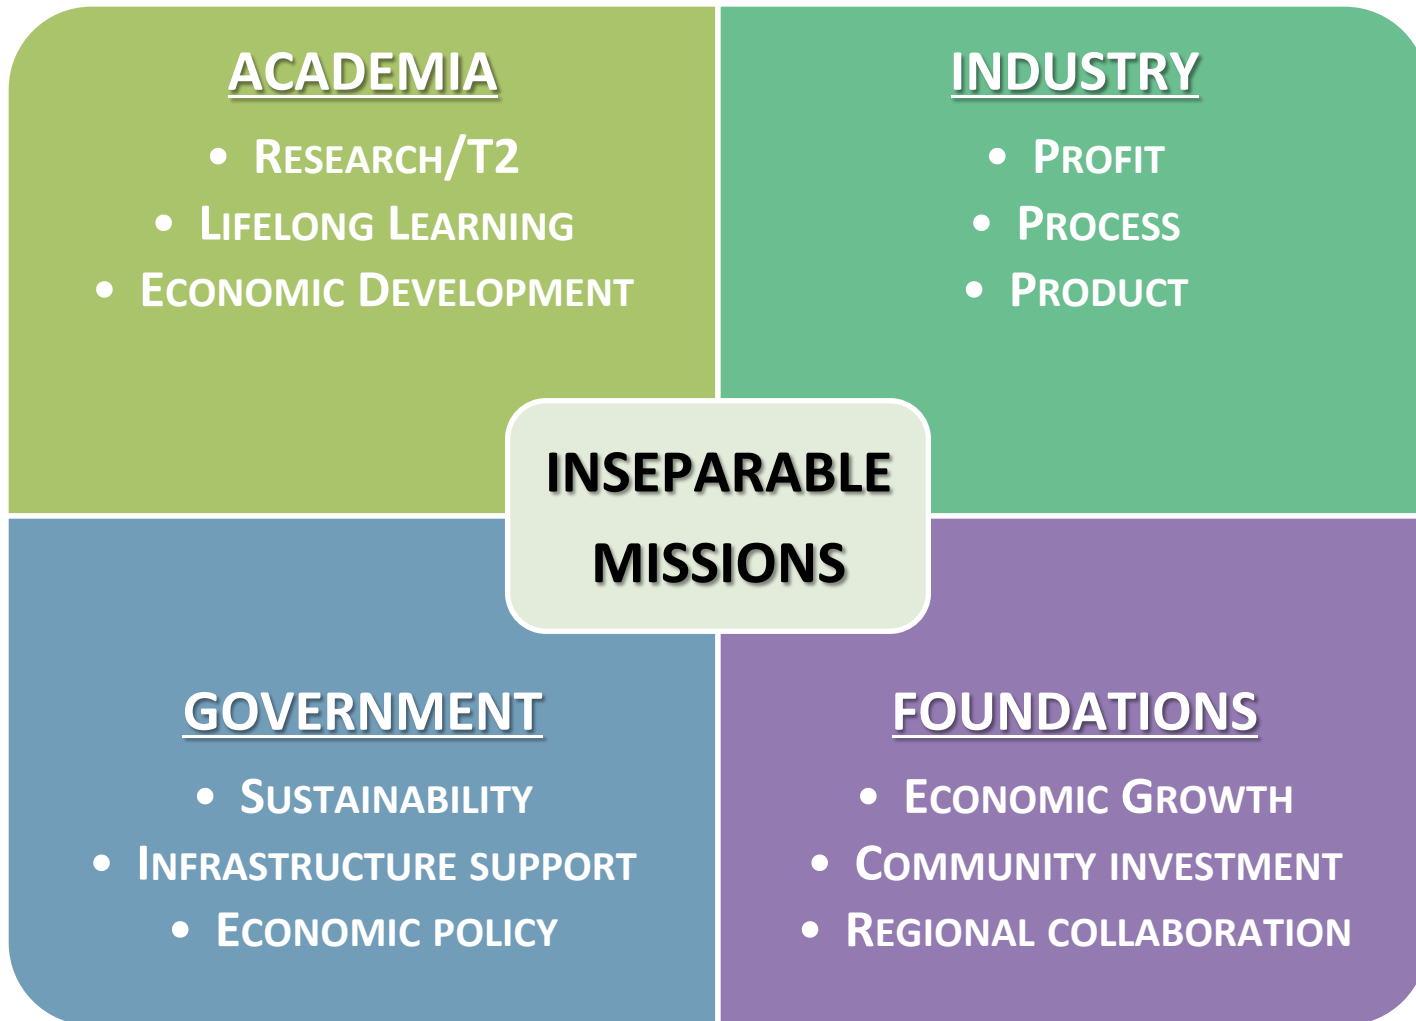 ACADEMIA
• RESEARCH/T2
• LIFELONG LEARNING
• ECONOMIC DEVELOPMENT
INDUSTRY
• PROFIT
• PROCESS
• PRODUCT
INSEPARABLE
MISSIONS
GOVERNMENT
• SUSTAINABILITY
• INFRASTRUCTURE SUPPORT
• ECONOMIC POLICY
FOUNDATIONS
• ECONOMIC GROWTH
• COMMUNITY INVESTMENT
• REGIONAL COLLABORATION